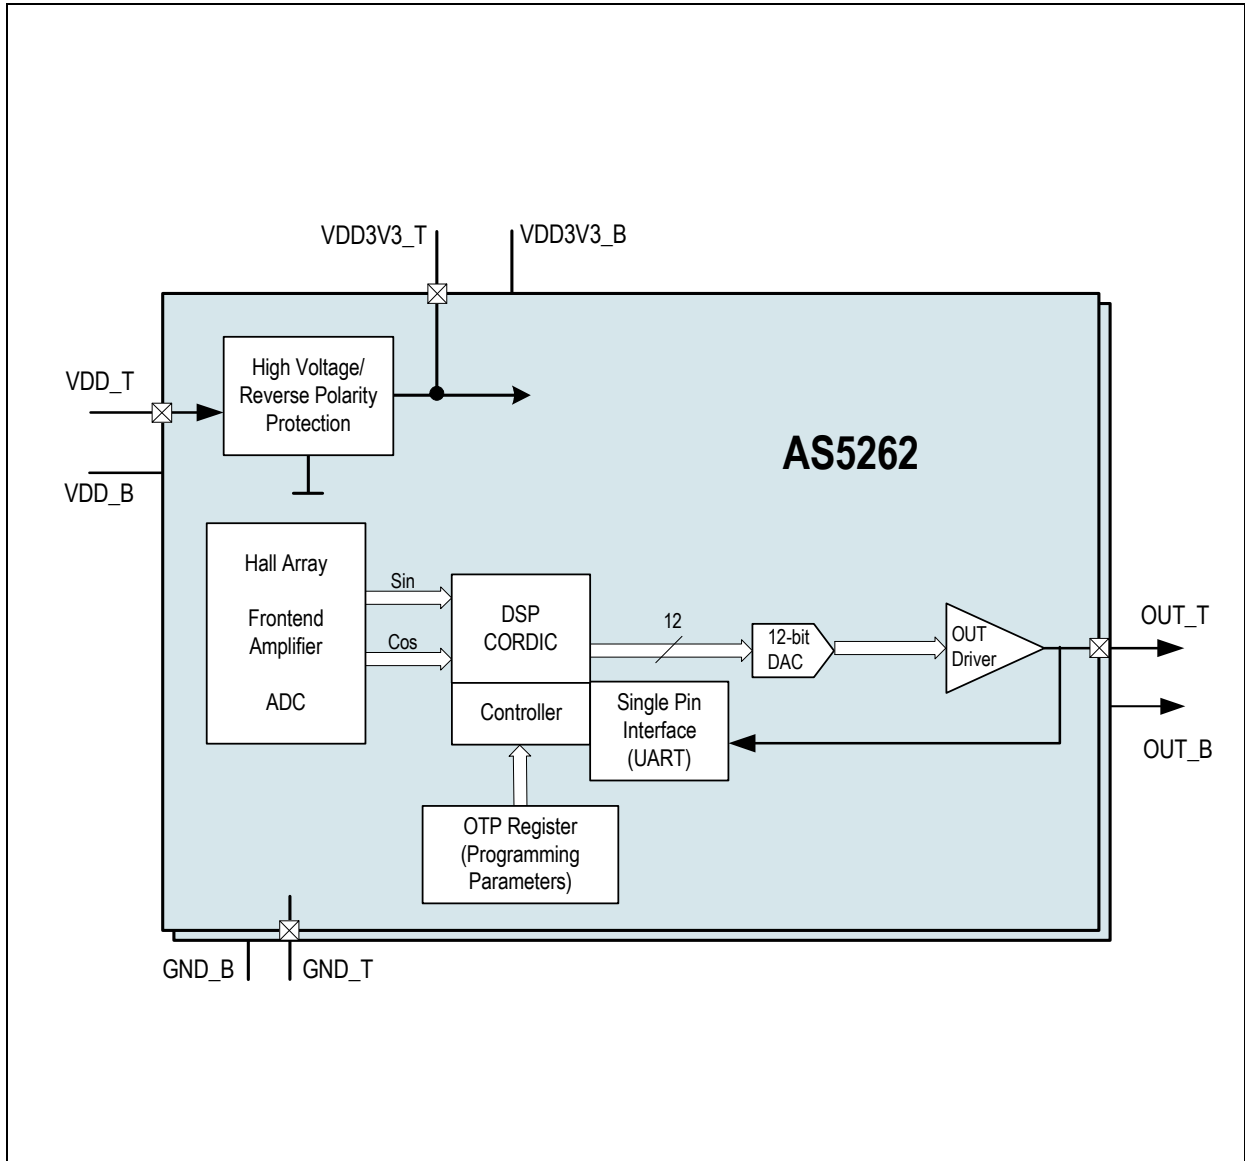 VDD3V3_T
VDD3V3_B
VDD_T
High Voltage/
Reverse Polarity
Protection
AS5262
VDD_B
Hall Array
Frontend
Amplifier
ADC
Sin
Cos
DSP
CORDIC
Controller
12
12-bit
DAC
OUT
Driver
OUT_T
Single Pin
Interface
(UART)
OUT_B
OTP Register
(Programming
Parameters)
GND_B
GND_T